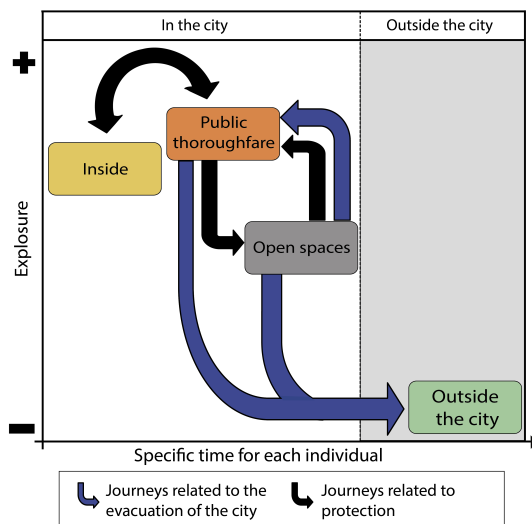 In the city
Outside the city
+
Public
thoroughfare
Inside
Open spaces
Explosure
Outside
the city
–
Specific time for each individual
Journeys related to the
evacuation of the city
Journeys related to
protection